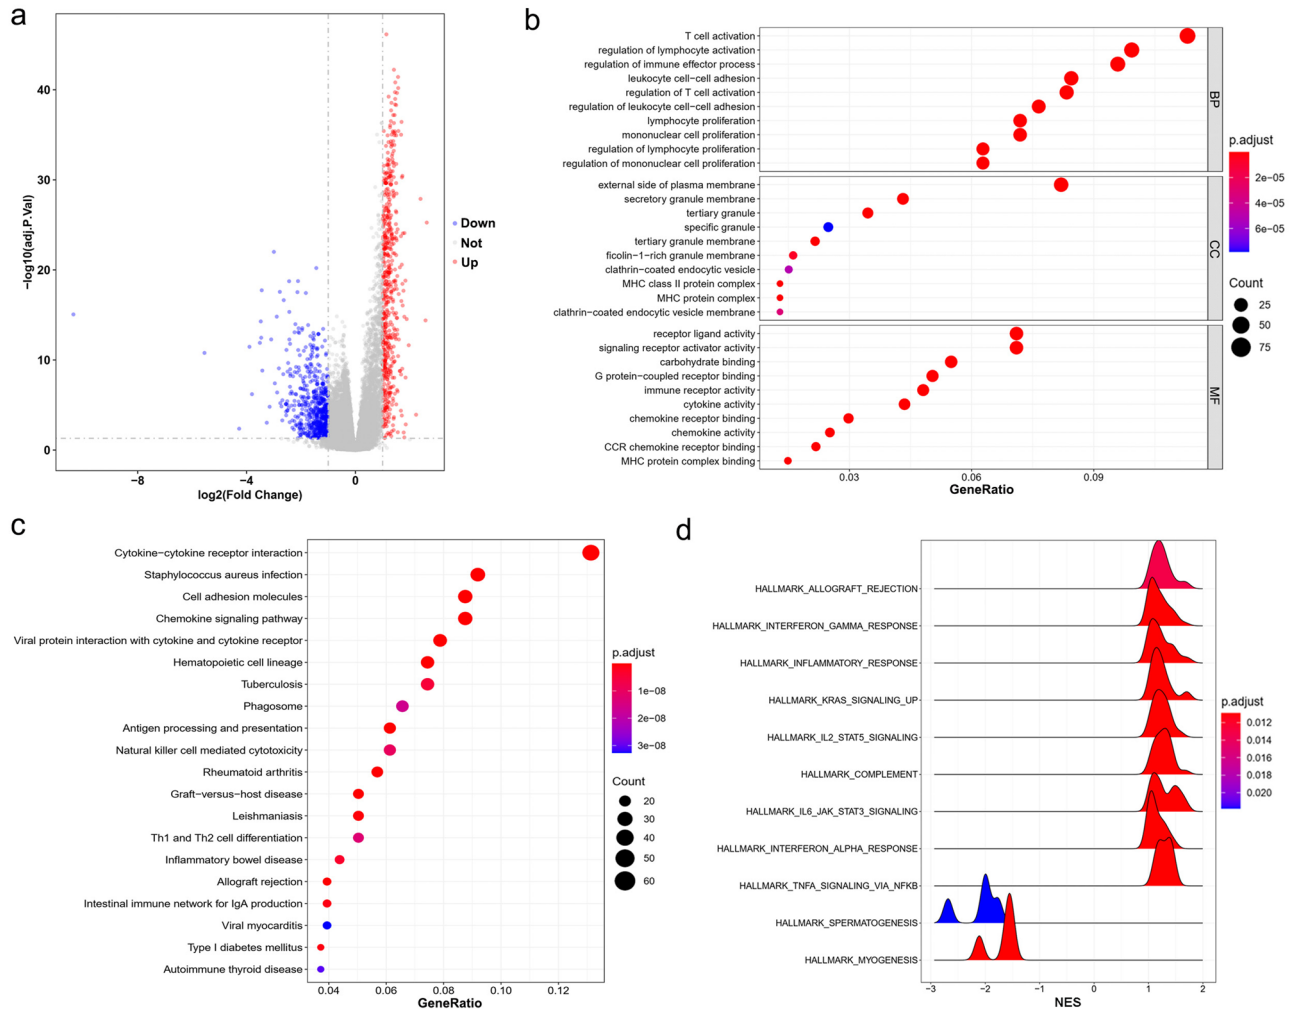 a
−log10(adj.P.Val)
40
30
20
10
0
−8
−4
0
log2(Fold Change)
Down
Not
Up
b
T cell activation
regulation of lymphocyte activation
regulation of immune effector process
leukocyte cell−cell adhesion
regulation of T cell activation
regulation of leukocyte cell−cell adhesion
lymphocyte proliferation
mononuclear cell proliferation
regulation of lymphocyte proliferation
regulation of mononuclear cell proliferation
BP
external side of plasma membrane
secretory granule membrane
tertiary granule
specific granule
tertiary granule membrane
ficolin−1−rich granule membrane
clathrin−coated endocytic vesicle
MHC class II protein complex
MHC protein complex
clathrin−coated endocytic vesicle membrane
CC
receptor ligand activity
signaling receptor activator activity
carbohydrate binding
G protein−coupled receptor binding
immune receptor activity
cytokine activity
chemokine receptor binding
chemokine activity
CCR chemokine receptor binding
MHC protein complex binding
MF
0.03
0.06
0.09
GeneRatio
p.adjust
2e−05
4e−05
6e−05
Count
25
50
75
c
Cytokine−cytokine receptor interaction
Staphylococcus aureus infection
Cell adhesion molecules
Chemokine signaling pathway
Viral protein interaction with cytokine and cytokine receptor
Hematopoietic cell lineage
Tuberculosis
Phagosome
Antigen processing and presentation
Natural killer cell mediated cytotoxicity
Rheumatoid arthritis
Graft−versus−host disease
Leishmaniasis
Th1 and Th2 cell differentiation
Inflammatory bowel disease
Allograft rejection
Intestinal immune network for IgA production
Viral myocarditis
Type I diabetes mellitus
Autoimmune thyroid disease
0.04
0.06
0.08
0.10
0.12
GeneRatio
p.adjust
1e−08
2e−08
3e−08
Count
20
30
40
50
60
d
HALLMARK_ALLOGRAFT_REJECTION
HALLMARK_INTERFERON_GAMMA_RESPONSE
HALLMARK_INFLAMMATORY_RESPONSE
HALLMARK_KRAS_SIGNALING_UP
HALLMARK_IL2_STAT5_SIGNALING
HALLMARK_COMPLEMENT
HALLMARK_IL6_JAK_STAT3_SIGNALING
HALLMARK_INTERFERON_ALPHA_RESPONSE
HALLMARK_TNFA_SIGNALING_VIA_NFKB
HALLMARK_SPERMATOGENESIS
HALLMARK_MYOGENESIS
−3
−2
−1
0
1
2
NES
p.adjust
0.012
0.014
0.016
0.018
0.020